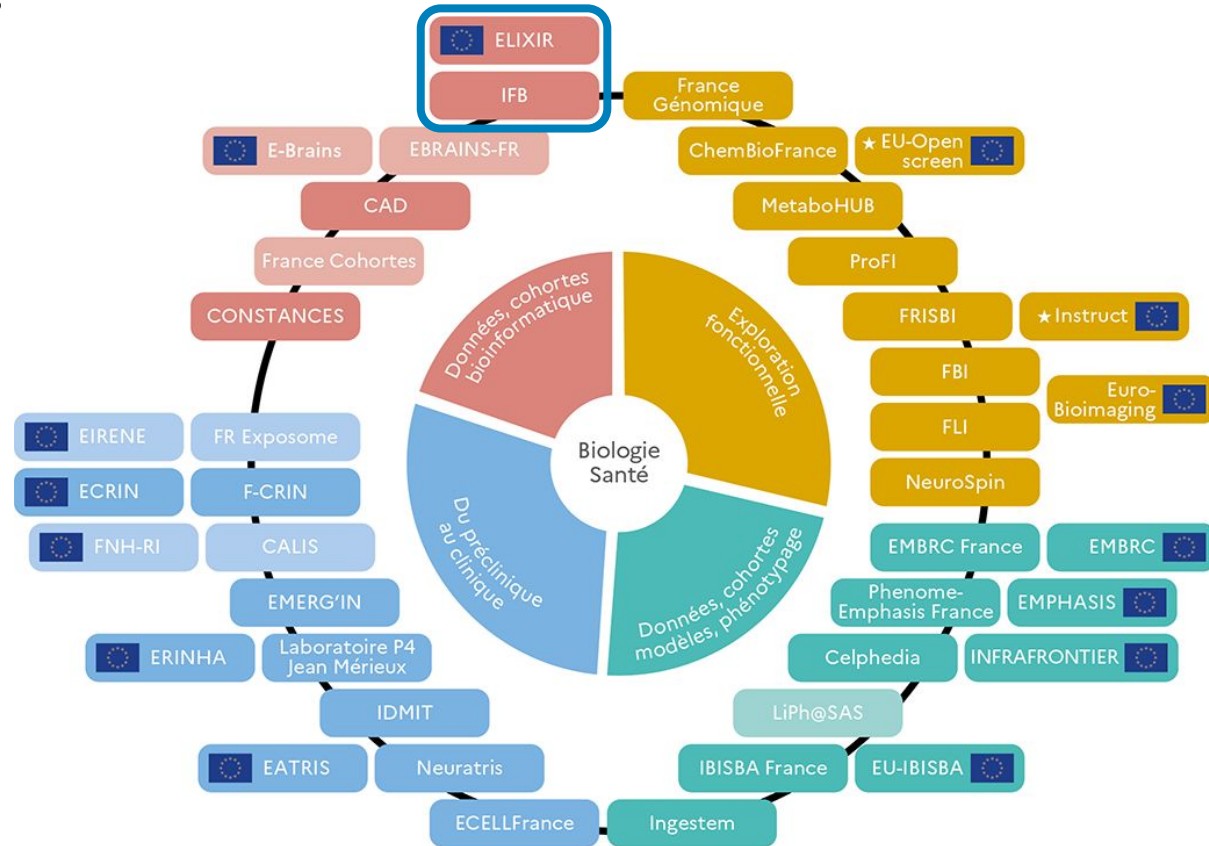 ELIXIR
IFB
France
Génomique
E-Brains
EBRAINS-FR
ChemBioFrance
★ EU-Open
screen
CAD
MetaboHUB
France Cohortes
ProFI
CONSTANCES
FRISBI
★ Instruct
FBI
Euro-
Bioimaging
FLI
NeuroSpin
EIRENE
FR Exposome
ECRIN
F-CRIN
FNH-RI
CALIS
EMBRC France
EMBRC
EMERG'IN
Phenome-
Emphasis France
EMPHASIS
ERINHA
Laboratoire P4
Jean Mérieux
Celphedia
INFRAFRONTIER
IDMIT
LiPh@SAS
EATRIS
Neuratris
IBISBA France
EU-IBISBA
ECELLFrance
Ingestem
Données, cohortes
bioinformatique
Exploration
fonctionnelle
Biologie
Santé
Du préclinique
au clinique
Données, cohortes
modèles, phénotypage